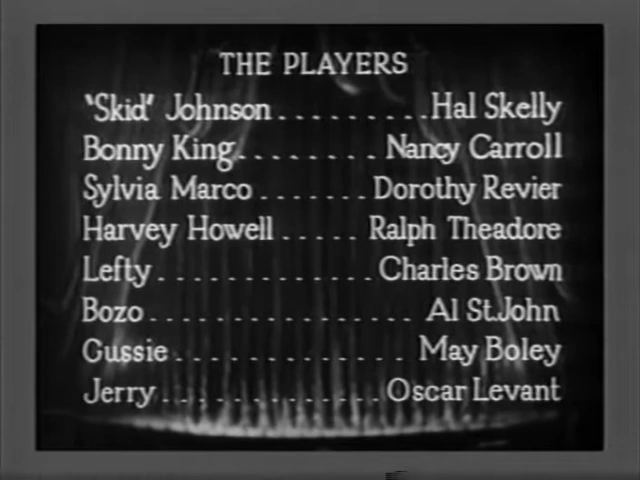 THE PLAYERS
"Skid" Johnson.........Hal Skelly
Bonny King........Nancy Carroll
Sylvia Marco.......Dorothy Revier
Harvey Howell.....Ralph Theadore
Lefty.............Charles Brown
Bozo................Al St.John
Gussie.............May Boley
Jerry.............Oscar Levant